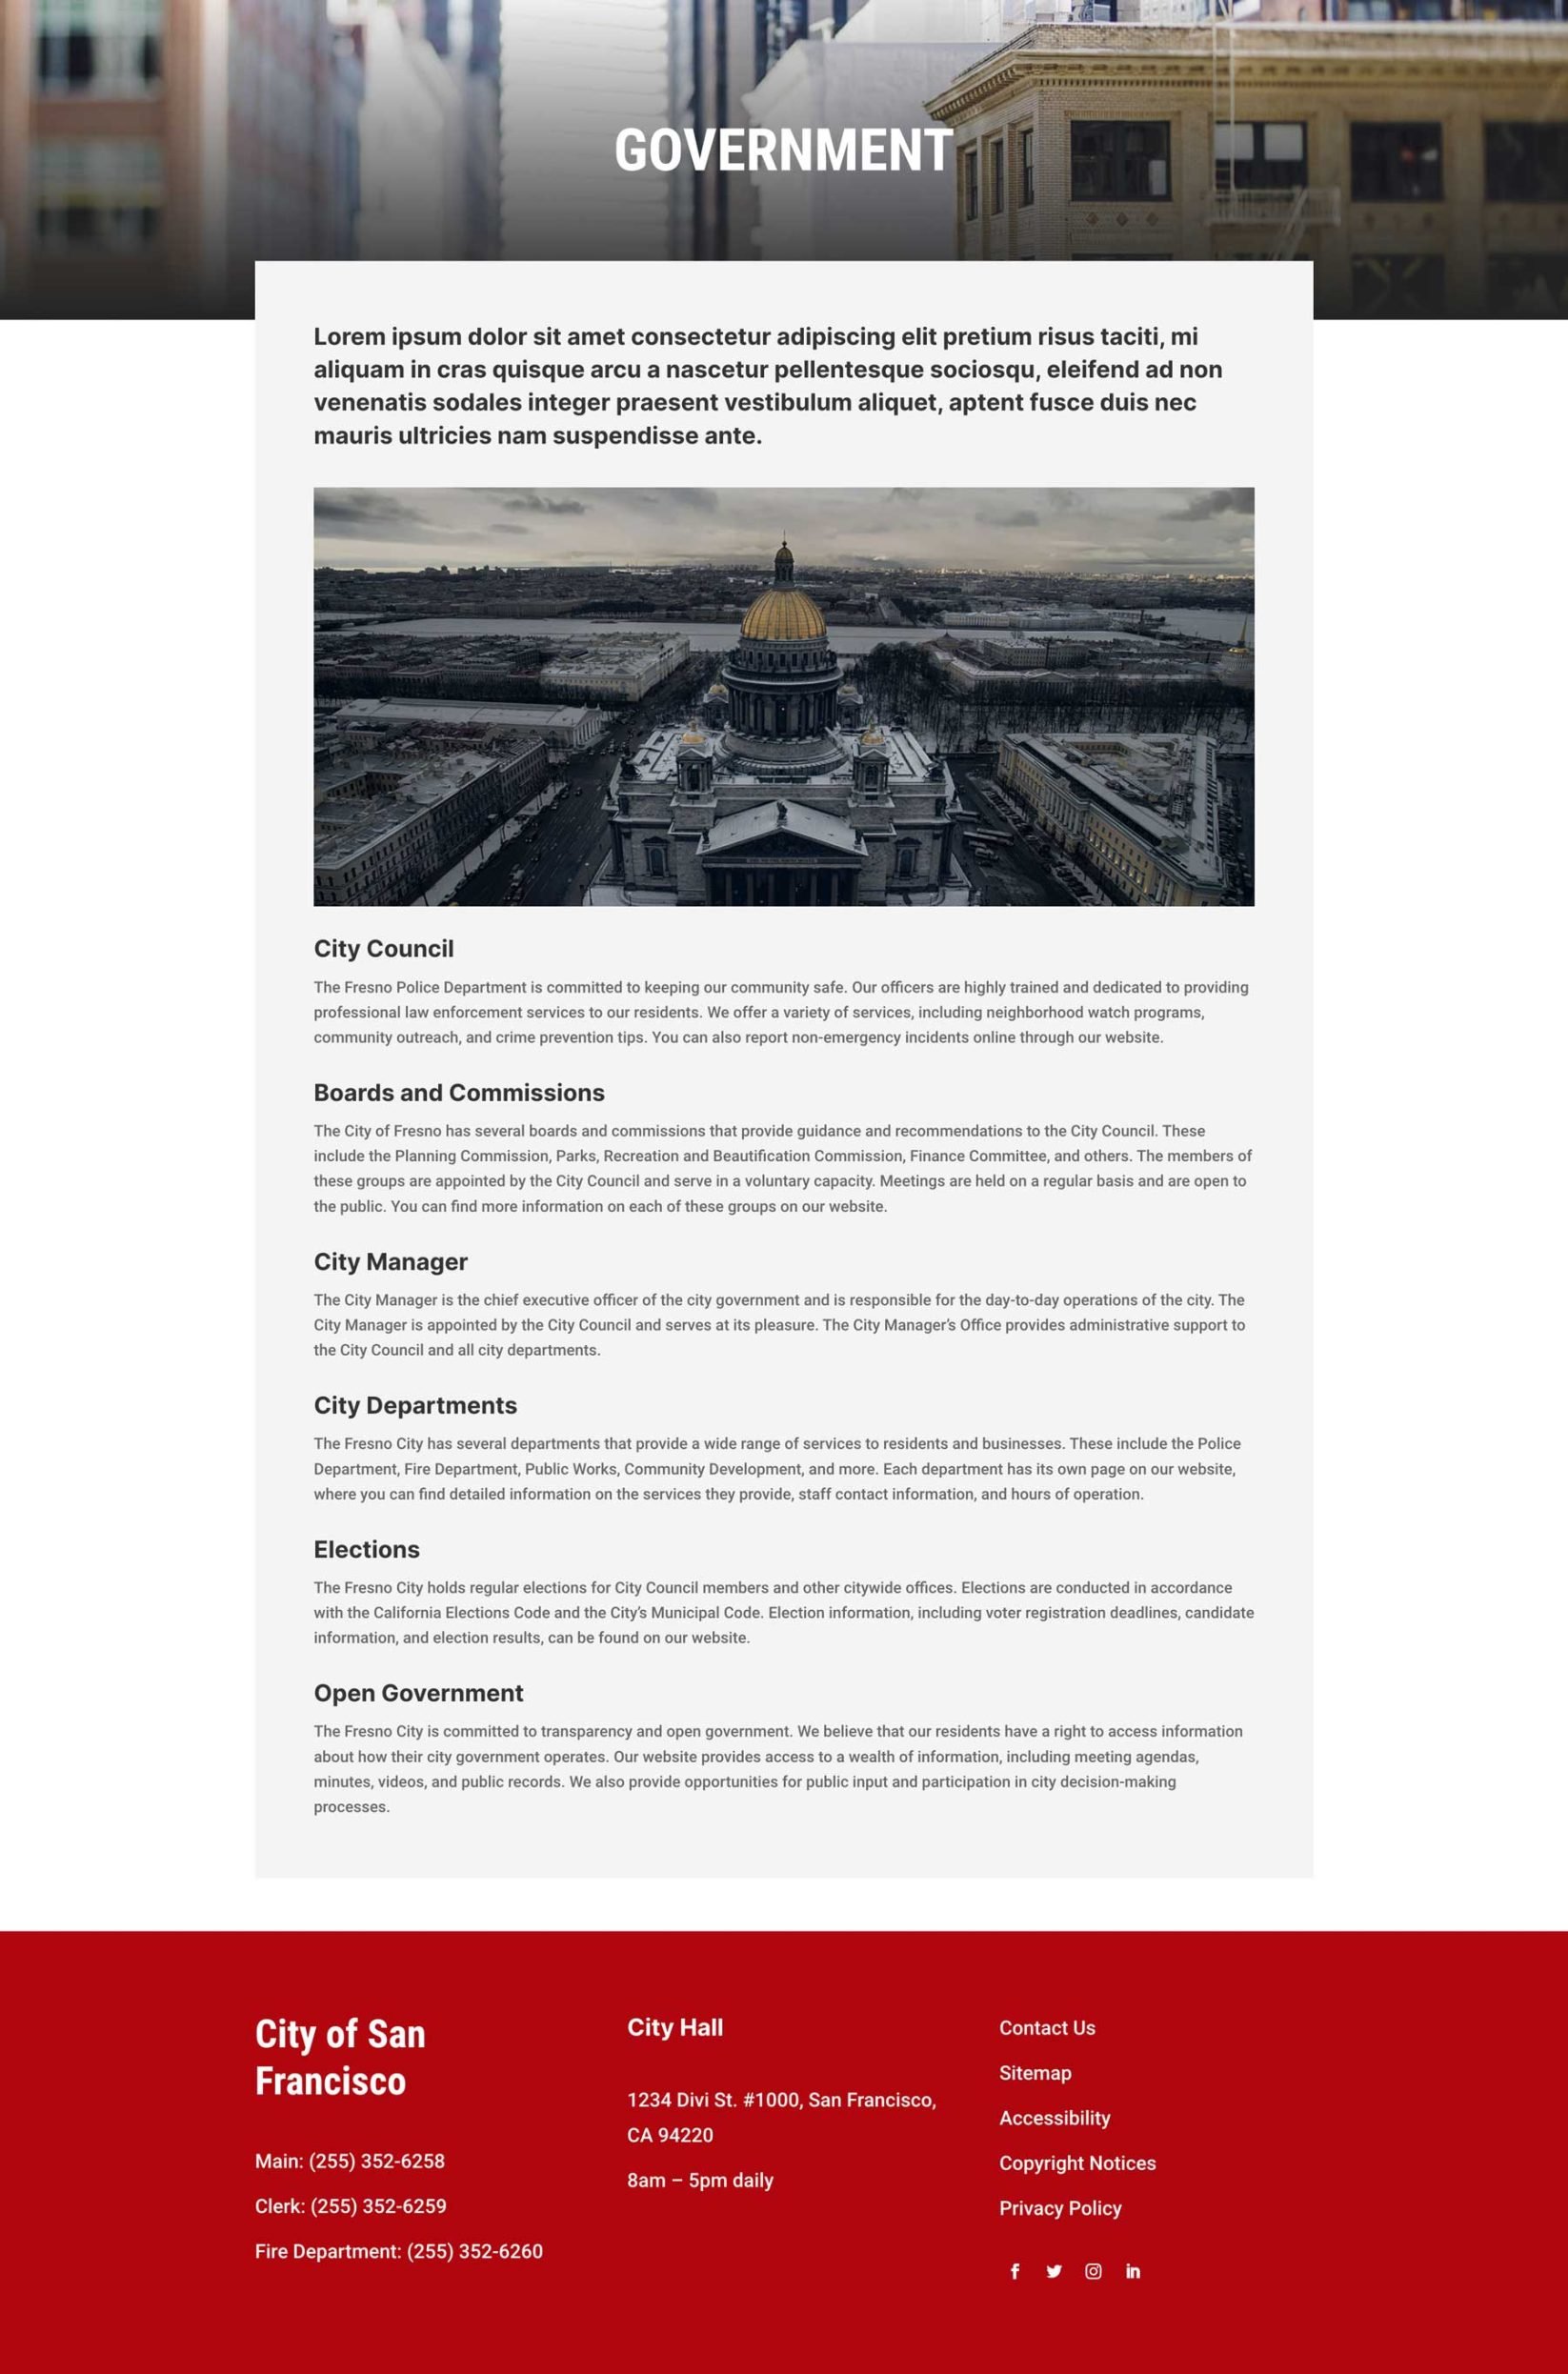 GOVERNMENT
Lorem ipsum dolor sit amet consectetur adipiscing elit pretium risus taciti, mi
aliquam in cras quisque arcu a nascetur pellentesque sociosqu, eleifend ad non
venenatis sodales integer praesent vestibulum aliquet, aptent fusce duis nec
mauris ultricies nam suspendisse ante.
City Council
The Fresno Police Department is committed to keeping our community safe. Our officers are highly trained and dedicated to providing
professional law enforcement services to our residents. We offer a variety of services, including neighborhood watch programs,
community outreach, and crime prevention tips. You can also report non-emergency incidents online through our website.
Boards and Commissions
The City of Fresno has several boards and commissions that provide guidance and recommendations to the City Council. These
include the Planning Commission, Parks, Recreation and Beautification Commission, Finance Committee, and others. The members of
these groups are appointed by the City Council and serve in a voluntary capacity. Meetings are held on a regular basis and are open to
the public. You can find more information on each of these groups on our website.
City Manager
The City Manager is the chief executive officer of the city government and is responsible for the day-to-day operations of the city. The
City Manager is appointed by the City Council and serves at its pleasure. The City Manager’s Office provides administrative support to
the City Council and all city departments.
City Departments
The Fresno City has several departments that provide a wide range of services to residents and businesses. These include the Police
Department, Fire Department, Public Works, Community Development, and more. Each department has its own page on our website,
where you can find detailed information on the services they provide, staff contact information, and hours of operation.
Elections
The Fresno City holds regular elections for City Council members and other citywide offices. Elections are conducted in accordance
with the California Elections Code and the City’s Municipal Code. Election information, including voter registration deadlines, candidate
information, and election results, can be found on our website.
Open Government
The Fresno City is committed to transparency and open government. We believe that our residents have a right to access information
about how their city government operates. Our website provides access to a wealth of information, including meeting agendas,
minutes, videos, and public records. We also provide opportunities for public input and participation in city decision-making
processes.
City of San
Francisco
Main: (255) 352-6258
Clerk: (255) 352-6259
Fire Department: (255) 352-6260
City Hall
1234 Divi St. #1000, San Francisco,
CA 94220
8am – 5pm daily
Contact Us
Sitemap
Accessibility
Copyright Notices
Privacy Policy